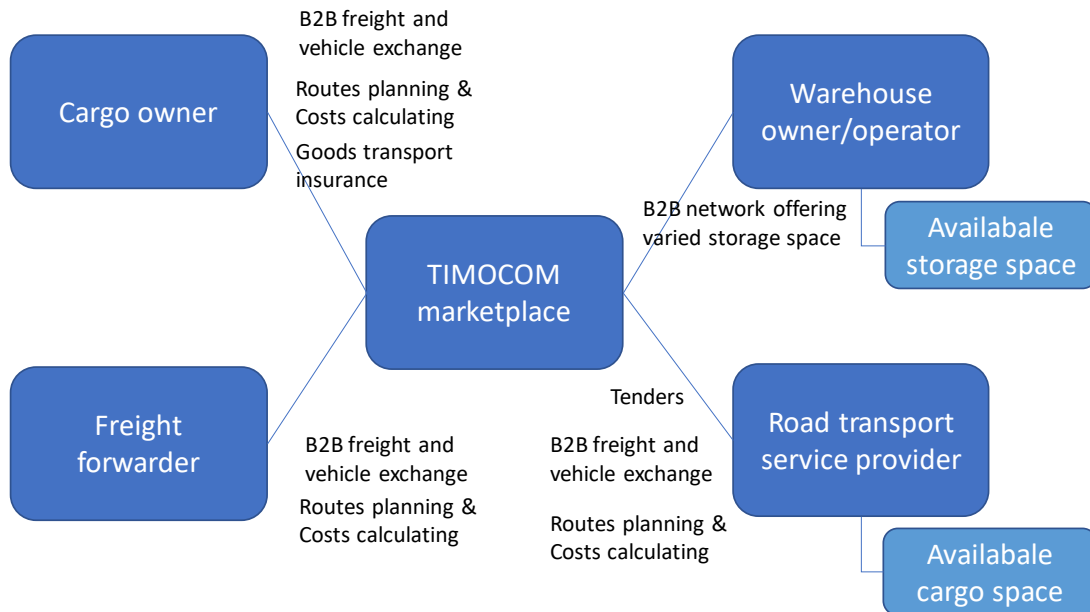 B2B freight and
vehicle exchange
Routes planning &
Costs calculating
Goods transport
insurance
Cargo owner
Warehouse
owner/operator
B2B network offering
varied storage space
Availabale
storage space
TIMOCOM
marketplace
Freight
forwarder
B2B freight and
vehicle exchange
Routes planning &
Costs calculating
Tenders
B2B freight and
vehicle exchange
Routes planning &
Costs calculating
Road transport
service provider
Availabale
cargo space